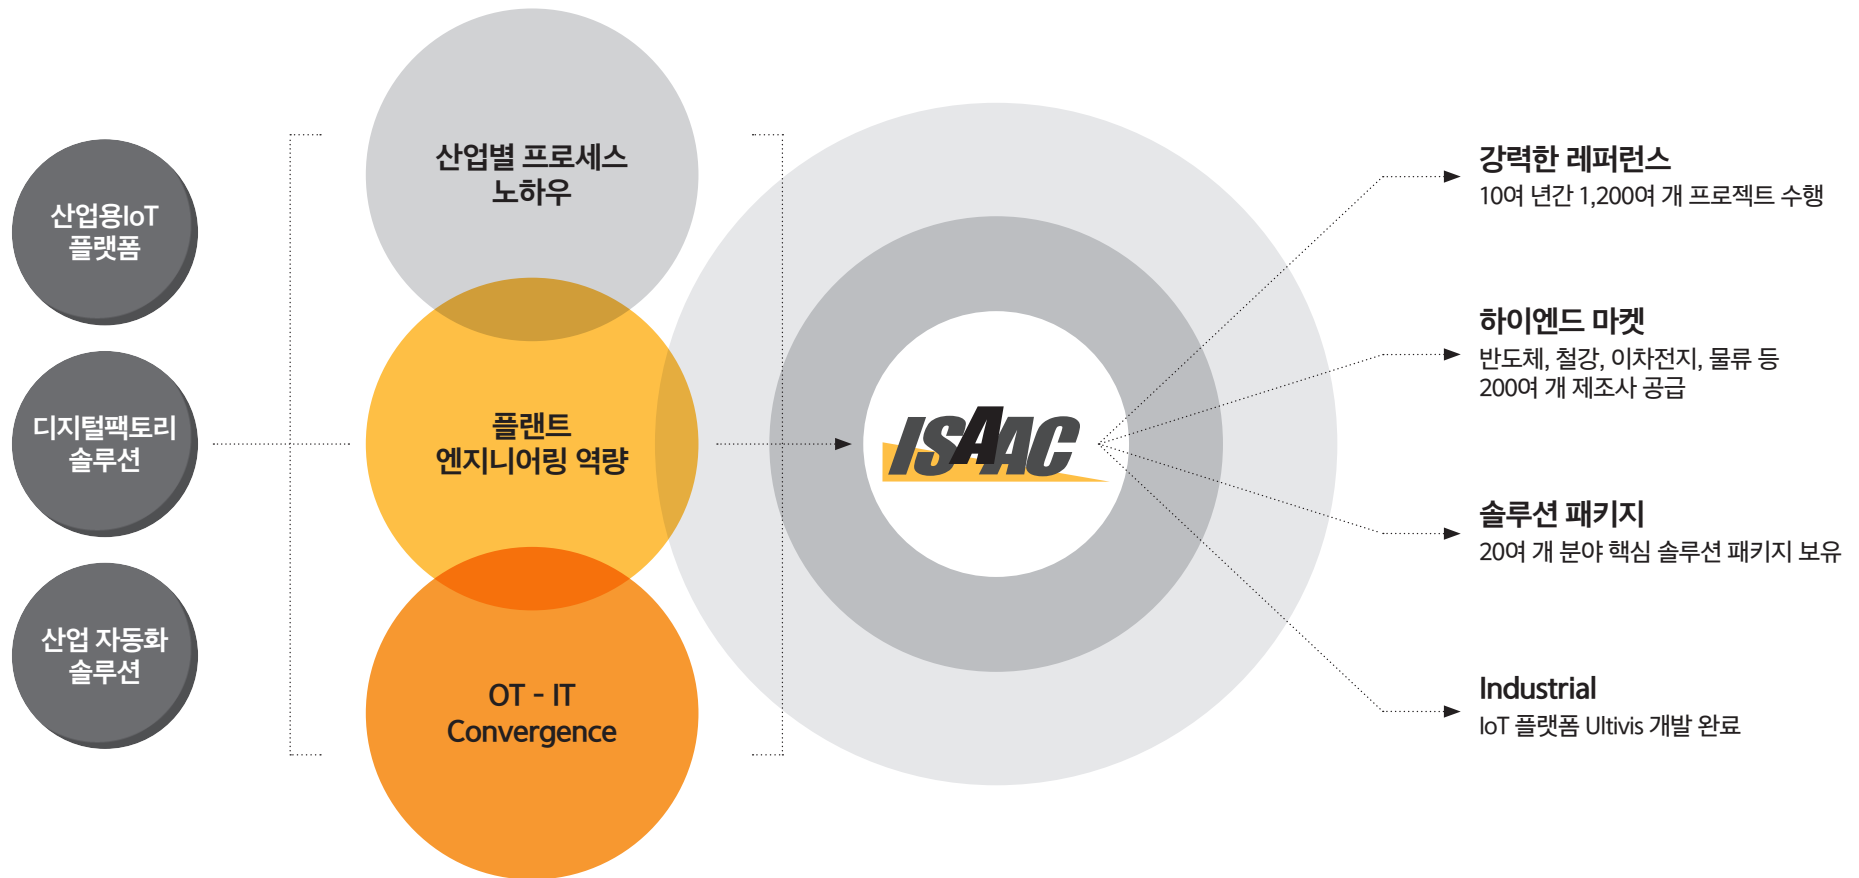 산업용IoT
플랫폼
디지털팩토리
솔루션
산업 자동화
솔루션
산업별 프로세스
노하우
플랜트
엔지니어링 역량
OT - IT
Convergence
ISAAC
강력한 레퍼런스
10여 년간 1,200여 개 프로젝트 수행
하이엔드 마켓
반도체, 철강, 이차전지, 물류 등
200여 개 제조사 공급
솔루션 패키지
20여 개 분야 핵심 솔루션 패키지 보유
Industrial
IoT 플랫폼 Ultivis 개발 완료